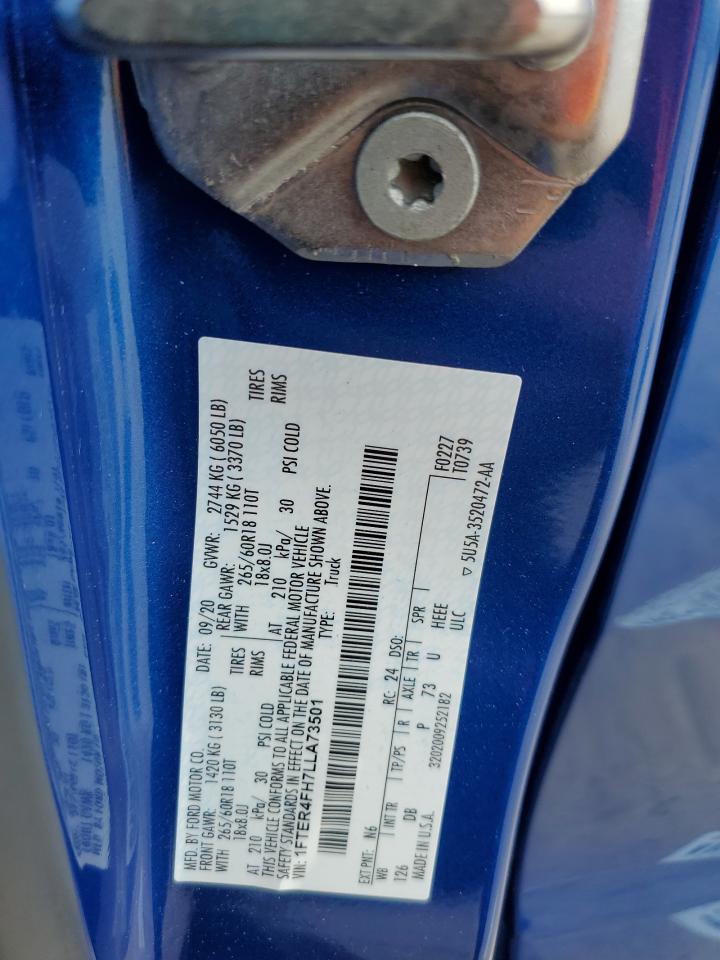 MFD. BY FORD MOTOR CO.
DATE: 09/20 GVWR: 2744 KG ( 6050 LB)
FRONT GAWR: 1420 KG ( 3130 LB) REAR GAWR: 1529 KG ( 3370 LB)
WITH 265/60R18 110T TIRES WITH 265/60R18 110T TIRES
18x8.0J RIMS 18x8.0J RIMS
AT 210 kPa/ 30 PSI COLD AT 210 kPa/ 30 PSI COLD
THIS VEHICLE CONFORMS TO ALL APPLICABLE FEDERAL MOTOR VEHICLE
SAFETY STANDARDS IN EFFECT ON THE DATE OF MANUFACTURE SHOWN ABOVE.
VIN: 1FTER4FH7LLA73501 TYPE: Truck
F0227
T0739
EXT PNT: N6 RC: 24 DSO:
WB INT TR TP/PS R AXLE TR SPR
126 DB P 73 U HEEE
ULC
MADE IN U.S.A. 3202009252182
▽ 5U5A-3520472-AA